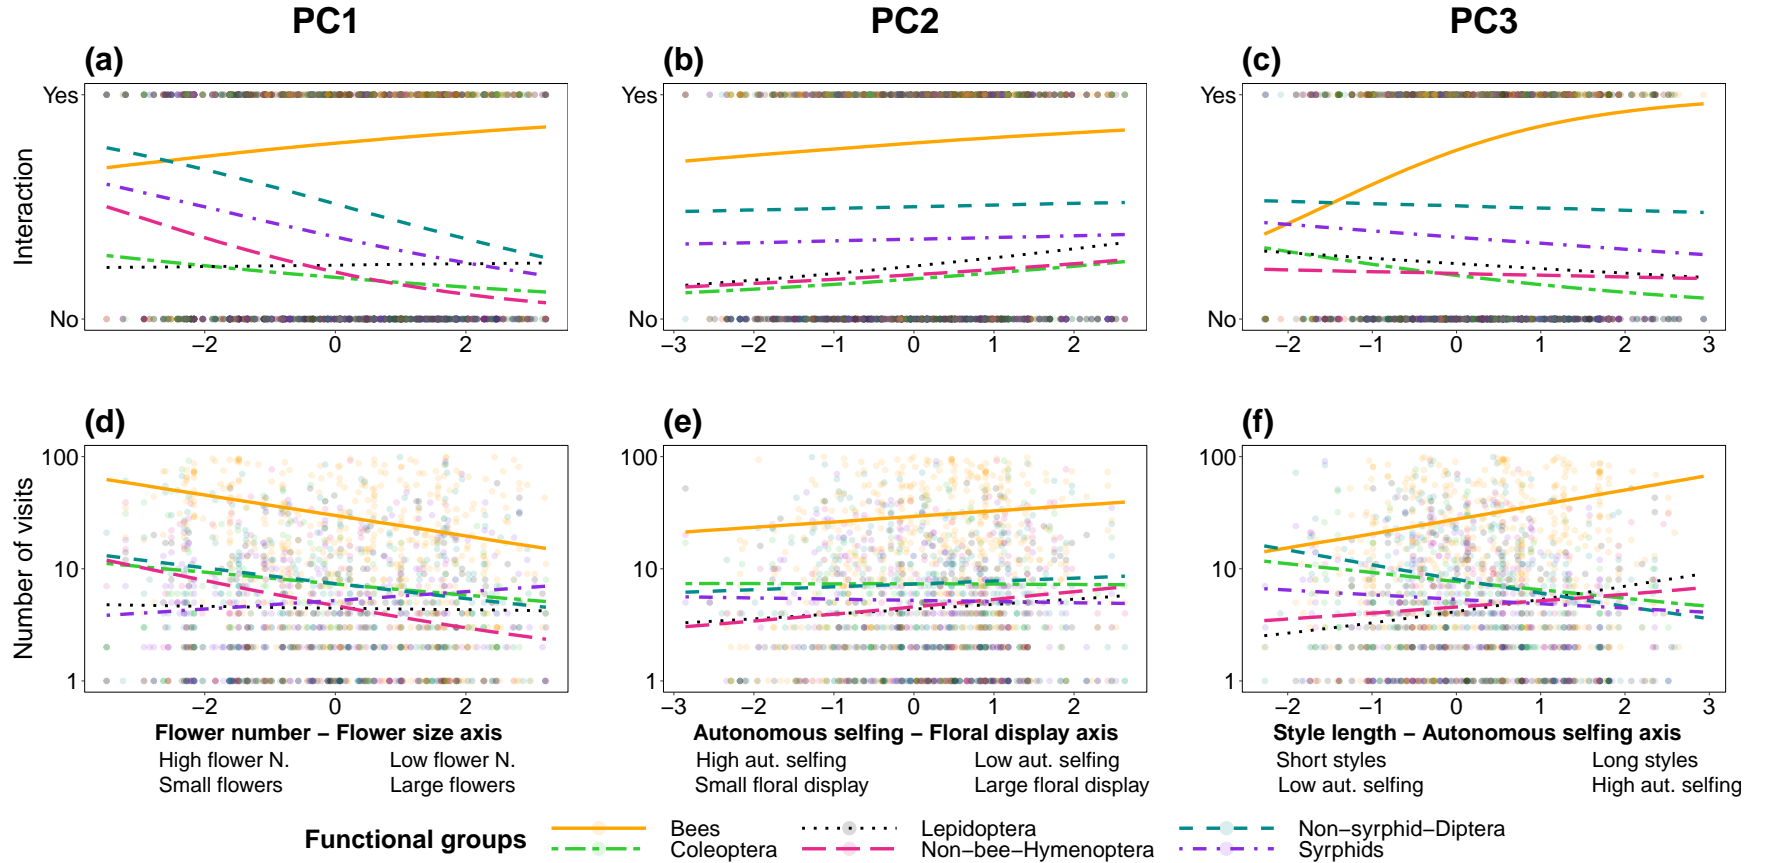 PC1 PC2 PC3
(a) (b) (c)
Interaction
Yes
No
−2 0 2
Yes
No
−3 −2 −1 0 1 2
Yes
No
−2 −1 0 1 2 3
(d) (e) (f)
Number of visits
100
10
1
−2 0 2
100
10
1
−3 −2 −1 0 1 2
100
10
1
−2 −1 0 1 2 3
Flower number − Flower size axis
High flower N. Low flower N.
Small flowers Large flowers
Autonomous selfing − Floral display axis
High aut. selfing Low aut. selfing
Small floral display Large floral display
Style length − Autonomous selfing axis
Short styles Long styles
Low aut. selfing High aut. selfing
Functional groups
Bees Lepidoptera Non−syrphid−Diptera
Coleoptera Non−bee−Hymenoptera Syrphids